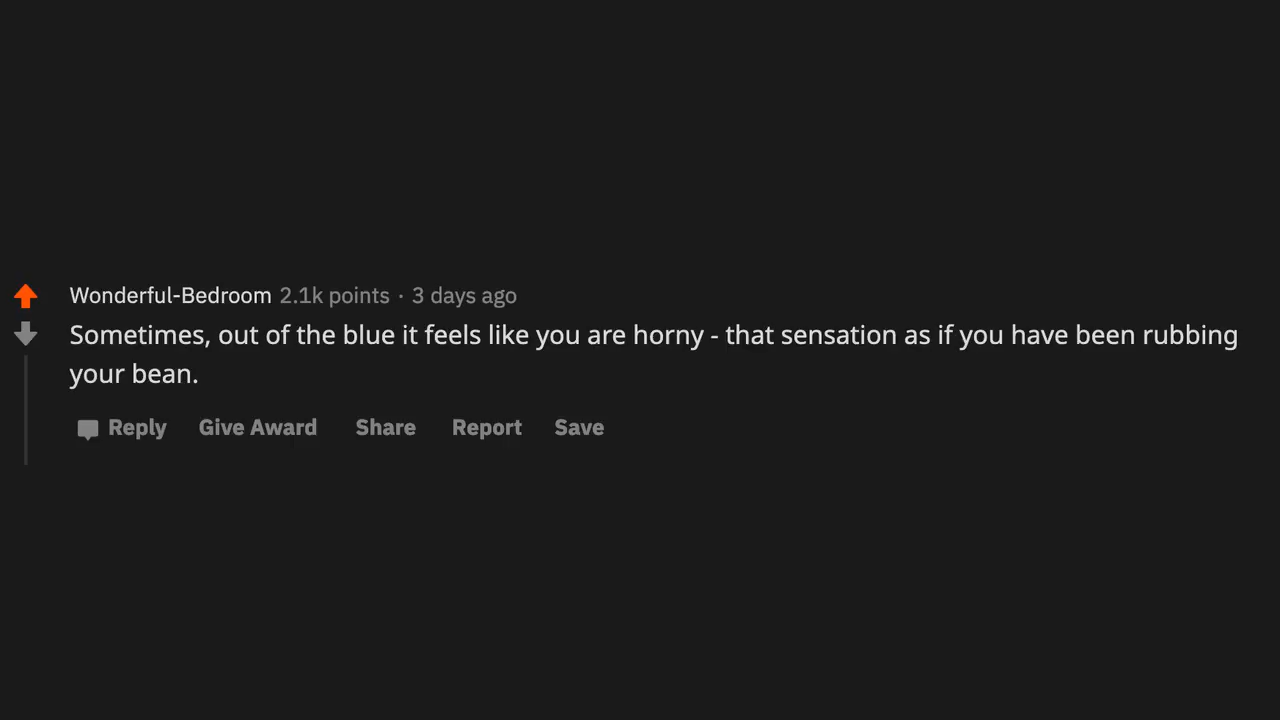 Wonderful-Bedroom 2.1k points · 3 days ago
Sometimes, out of the blue it feels like you are horny - that sensation as if you have been rubbing
your bean.
Reply Give Award Share Report Save